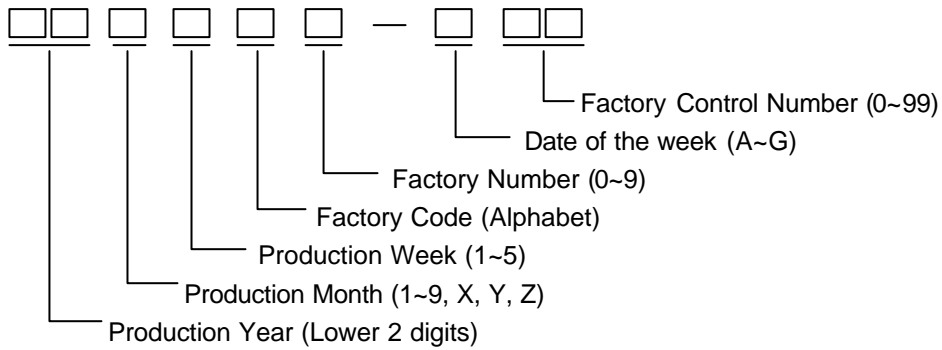 Factory Control Number (0~99)
Date of the week (A~G)
Factory Number (0~9)
Factory Code (Alphabet)
Production Week (1~5)
Production Month (1~9, X, Y, Z)
Production Year (Lower 2 digits)